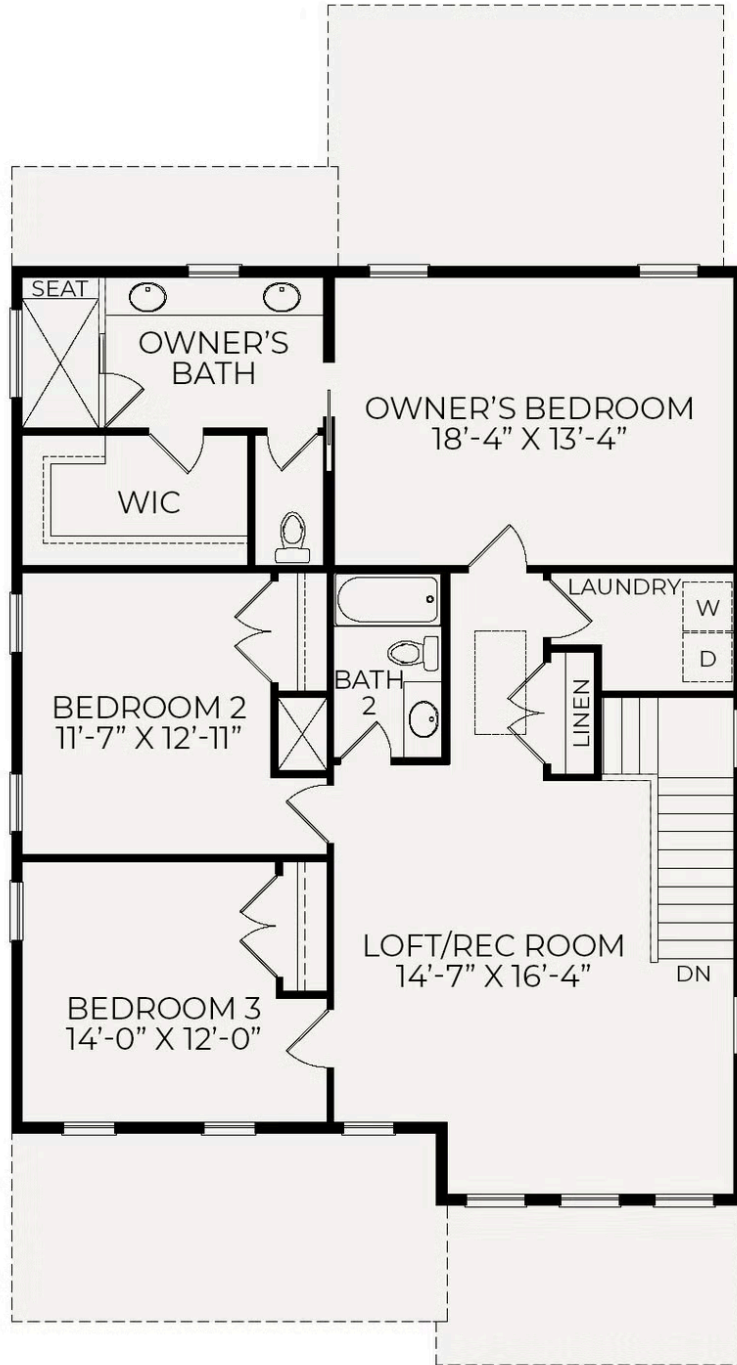 SEAT
OWNER’S
BATH
OWNER’S BEDROOM
18’-4” X 13’-4”
WIC
LAUNDRY
W
D
BATH
2
LINEN
BEDROOM 2
11’-7” X 12’-11”
LOFT/REC ROOM
14’-7” X 16’-4”
DN
BEDROOM 3
14’-0” X 12’-0”